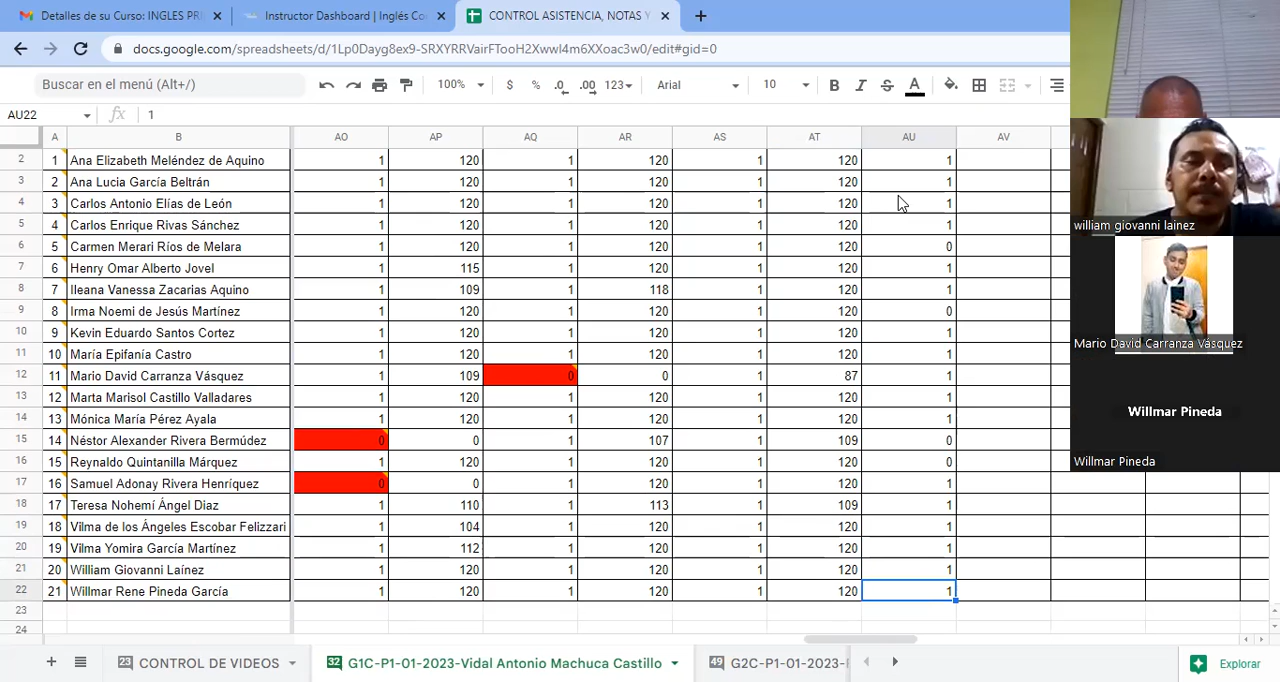 Detalles de su Curso: INGLES PRI × Instructor Dashboard | Inglés Co × CONTROL ASISTENCIA, NOTAS Y × +
docs.google.com/spreadsheets/d/1Lp0Dayg8ex9-SRXYRRVairFTooH2Xwwl4m6XXoac3w0/edit#gid=0
Buscar en el menú (Alt+/) 100% $ .0 .00 123 Arial 10 B I S A
AU22 fx 1
A B AO AP AR AS AT AU AV
2 1 Ana Elizabeth Meléndez de Aquino 1 120 1 120 1 120 1
3 2 Ana Lucia García Beltrán 1 120 1 120 1 120 1
4 3 Carlos Antonio Elías de León 120 1 120 1 120 1
5 4 Carlos Enrique Rivas Sánchez 1 120 1 120 1 120 1
6 5 Carmen Merari Ríos de Melara 1 120 1 120 1 120 0
7 6 Henry Omar Alberto Jovel 1 120 1 120 1 120 1
8 7 Ileana Vanessa Zacarias Aquino 1 120 1 118 1 120 1
9 8 Irma Noemi de Jesús Martínez 1 120 1 120 1 120 0
10 9 Kevin Eduardo Santos Cortez 1 120 1 120 1 120 1
11 10 María Epifanía Castro 1 120 1 120 1 120 1
12 11 Mario David Carranza Vásquez 1 109 0 0 1 87 1
13 12 Marta Marisol Castillo Valladares 1 120 1 120 1 120 1
14 13 Mónica María Pérez Ayala 1 120 1 120 1 120 1
15 14 Néstor Alexander Rivera Bermúdez 0 0 1 107 1 109 0
16 15 Reynaldo Quintanilla Márquez 1 120 1 120 1 120 0
17 16 Samuel Adonay Rivera Henríquez 0 120 1 120 1 120 1
18 17 Teresa Nohemí Ángel Diaz 1 110 1 113 1 109 1
19 18 Vilma de los Ángeles Escobar Felizzari 1 104 1 120 1 120 1
20 19 Vilma Yomira García Martínez 1 112 1 120 1 120 1
21 20 William Giovanni Laínez 1 120 1 120 1 120 1
22 21 Willmar Rene Pineda García 1 120 1 120 1 120 1
23
24
william giovanni lainez
Mario David Carranza Vásquez
Willmar Pineda
Willmar Pineda
23 CONTROL DE VIDEOS 32 G1C-P1-01-2023-Vidal Antonio Machuca Castillo 49 G2C-P1-01-2023- Explorar